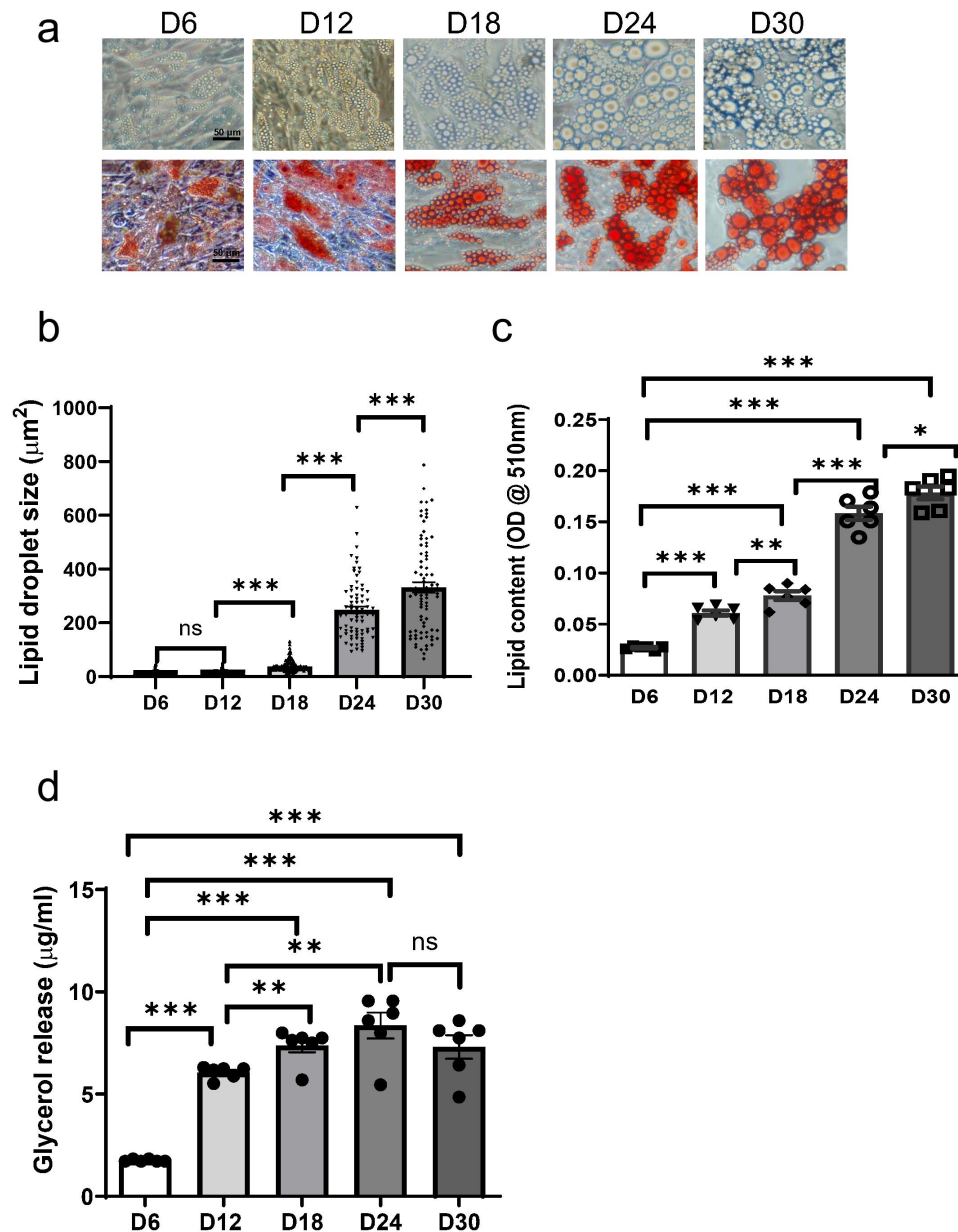 a
D6 D12 D18 D24 D30
50 µm
50 µm
b
Lipid droplet size (µm²)
1000
800
600
400
200
0
ns
***
***
***
D6 D12 D18 D24 D30
c
Lipid content (OD @ 510nm)
0.25
0.20
0.15
0.10
0.05
0.00
***
***
*
***
***
**
***
D6 D12 D18 D24 D30
d
Glycerol release (µg/ml)
15
10
5
0
***
***
***
**
ns
**
***
D6 D12 D18 D24 D30